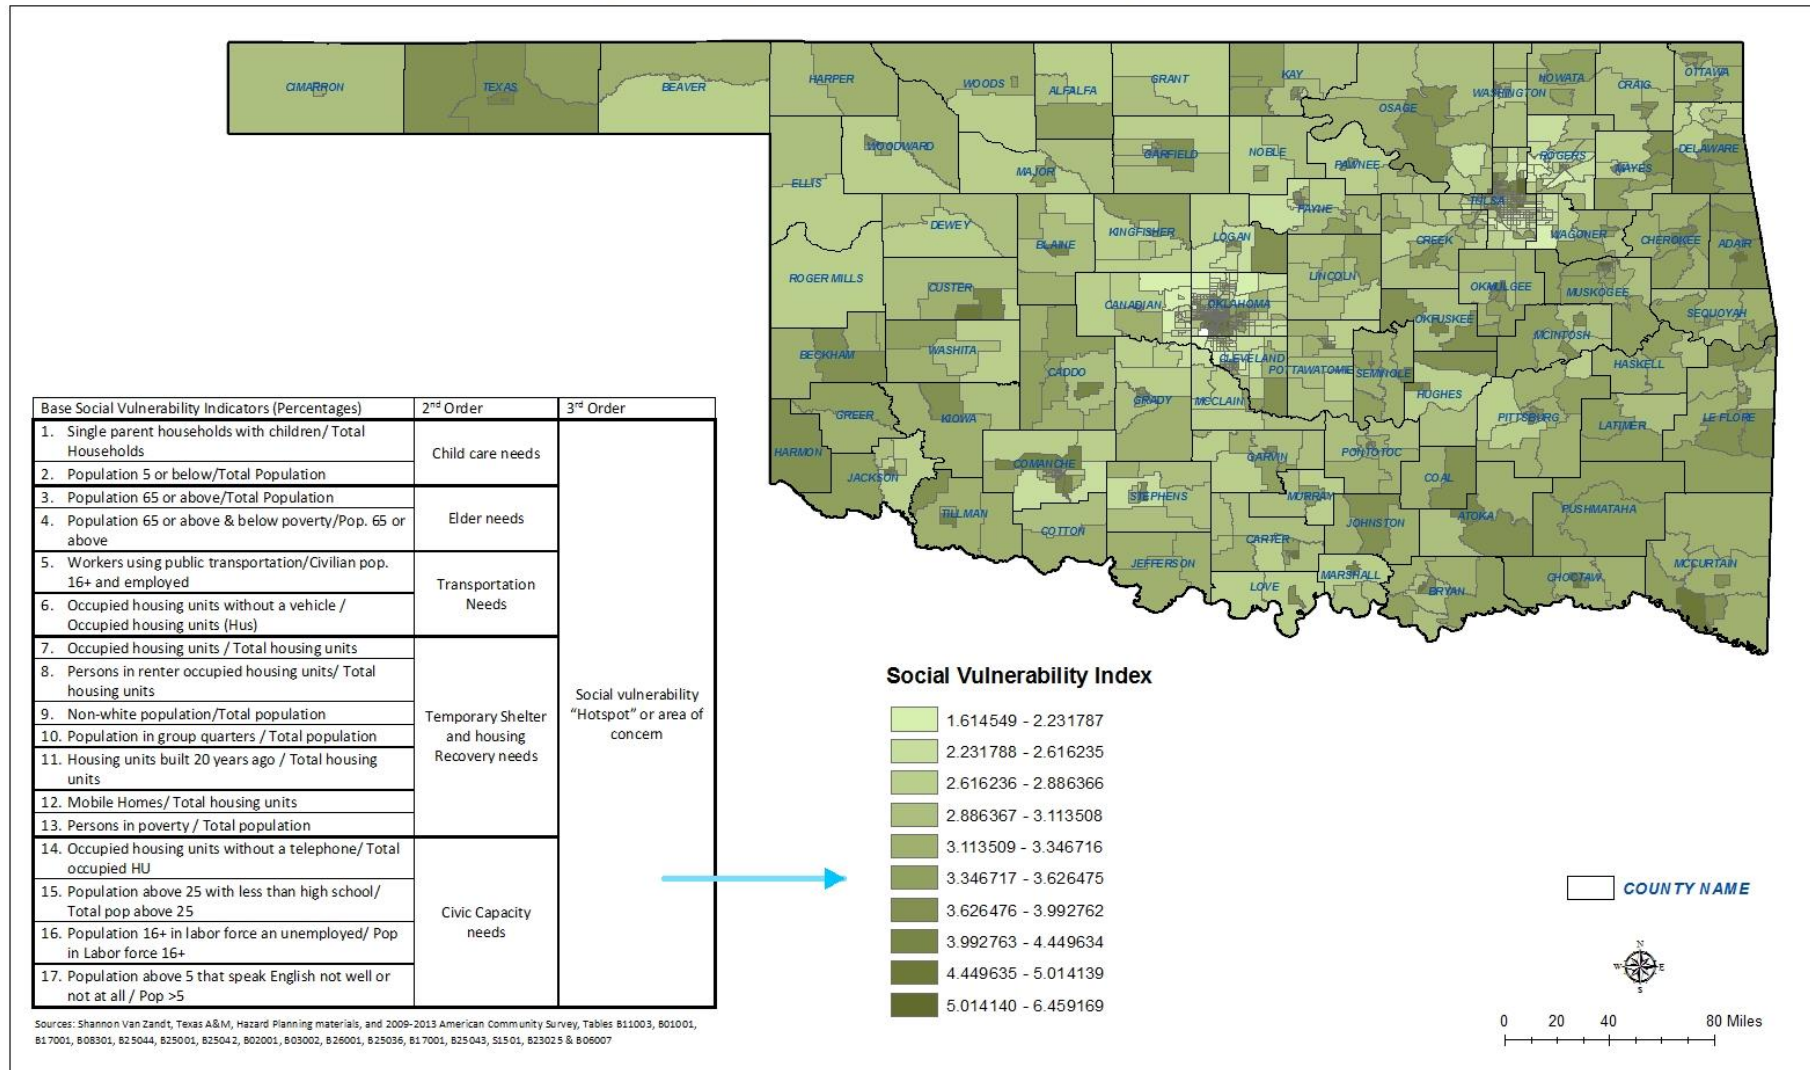 CIMARRON
TEXAS
BEAVER
HARPER
WOODS
ALFALFA
GRANT
KAY
OSAGE
WASHINGTON
NOWATA
CRAIG
OTTAWA
WOODWARD
GARFIELD
NOBLE
PAWNEE
ROGERS
MAYES
DELAWARE
ELLIS
MAJOR
PAYNE
TULSA
DEWEY
BLAINE
KINGFISHER
LOGAN
CREEK
WAGONER
CHEROKEE
ADAIR
ROGER MILLS
CUSTER
CANADIAN
OKLAHOMA
LINCOLN
OKMULGEE
MUSKOGEE
OKFUSKEE
SEQUOYAH
MCINTOSH
BECKHAM
WASHITA
CADDO
CLEVELAND
POTTAWATOMIE
SEMINOLE
HASKELL
HUGHES
GREER
KIOWA
GRADY
MCCLAIN
PITTSBURG
LATIMER
LE FLORE
HARMON
JACKSON
COMANCHE
GARVIN
PONTOTOC
COAL
STEPHENS
MURRAY
TILLMAN
COTTON
JOHNSTON
ATOKA
PUSHMATAHA
CARTER
JEFFERSON
LOVE
MARSHALL
BRYAN
CHOCTAW
MCCURTAIN
Base Social Vulnerability Indicators (Percentages)
2nd Order
3rd Order
1. Single parent households with children/ Total
Households
2. Population 5 or below/Total Population
Child care needs
3. Population 65 or above/Total Population
4. Population 65 or above & below poverty/Pop. 65 or
above
Elder needs
5. Workers using public transportation/Civilian pop.
16+ and employed
6. Occupied housing units without a vehicle /
Occupied housing units (Hus)
Transportation
Needs
7. Occupied housing units / Total housing units
8. Persons in renter occupied housing units/ Total
housing units
9. Non-white population/Total population
10. Population in group quarters / Total population
11. Housing units built 20 years ago / Total housing
units
12. Mobile Homes/ Total housing units
13. Persons in poverty / Total population
Temporary Shelter
and housing
Recovery needs
14. Occupied housing units without a telephone/ Total
occupied HU
15. Population above 25 with less than high school/
Total pop above 25
16. Population 16+ in labor force an unemployed/ Pop
in Labor force 16+
17. Population above 5 that speak English not well or
not at all / Pop >5
Civic Capacity
needs
Social vulnerability
"Hotspot" or area of
concern
Sources: Shannon Van Zandt, Texas A&M, Hazard Planning materials, and 2009-2013 American Community Survey, Tables B11003, B01001,
B17001, B08301, B25044, B25001, B25042, B02001, B03002, B26001, B25036, B17001, B25043, S1501, B23025 & B06007
Social Vulnerability Index
1.614549 - 2.231787
2.231788 - 2.616235
2.616236 - 2.886366
2.886367 - 3.113508
3.113509 - 3.346716
3.346717 - 3.626475
3.626476 - 3.992762
3.992763 - 4.449634
4.449635 - 5.014139
5.014140 - 6.459169
COUNTY NAME
N
W E
S
0 20 40 80 Miles